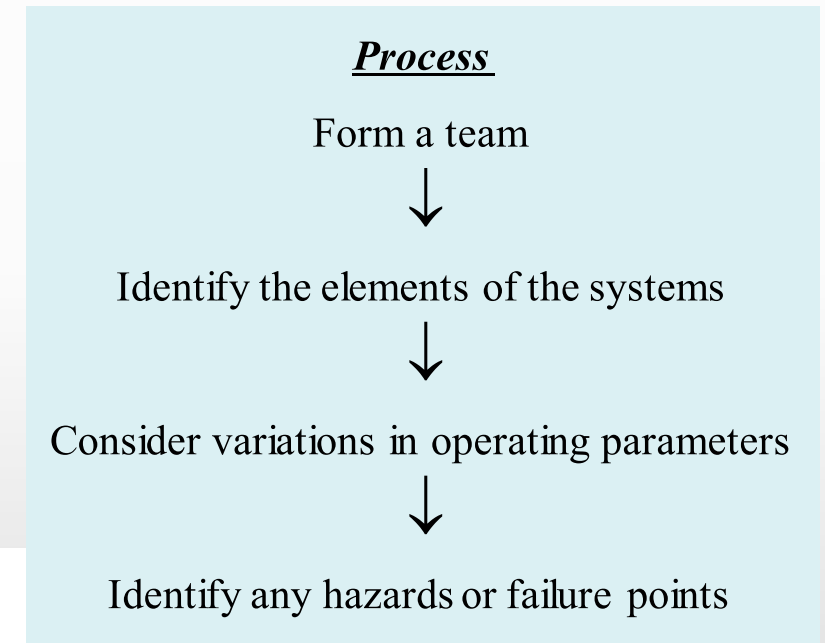 Process
Form a team
↓
Identify the elements of the systems
↓
Consider variations in operating parameters
↓
Identify any hazards or failure points